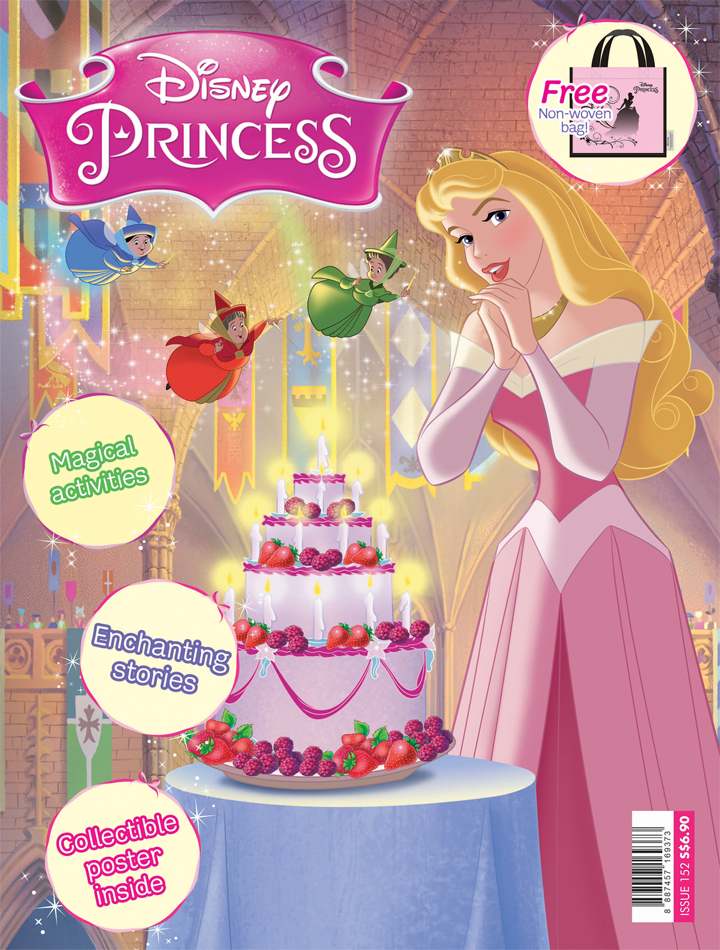 Disney
PRINCESS
Free
Non-woven
bag!
Disney
PRINCESS
Magical
activities
Enchanting
stories
Collectible
poster
inside
ISSUE 152 S$6.90
8 887457 169373